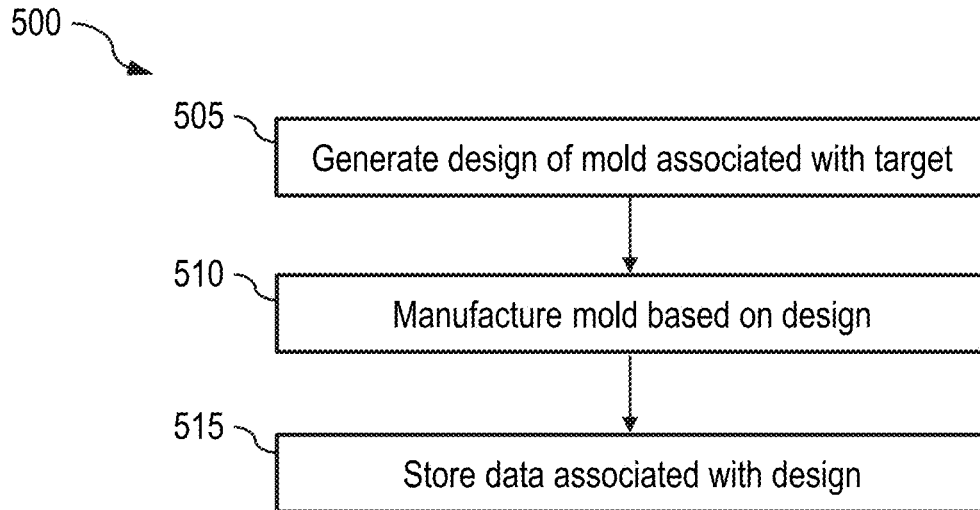 500
505
Generate design of mold associated with target
510
Manufacture mold based on design
515
Store data associated with design